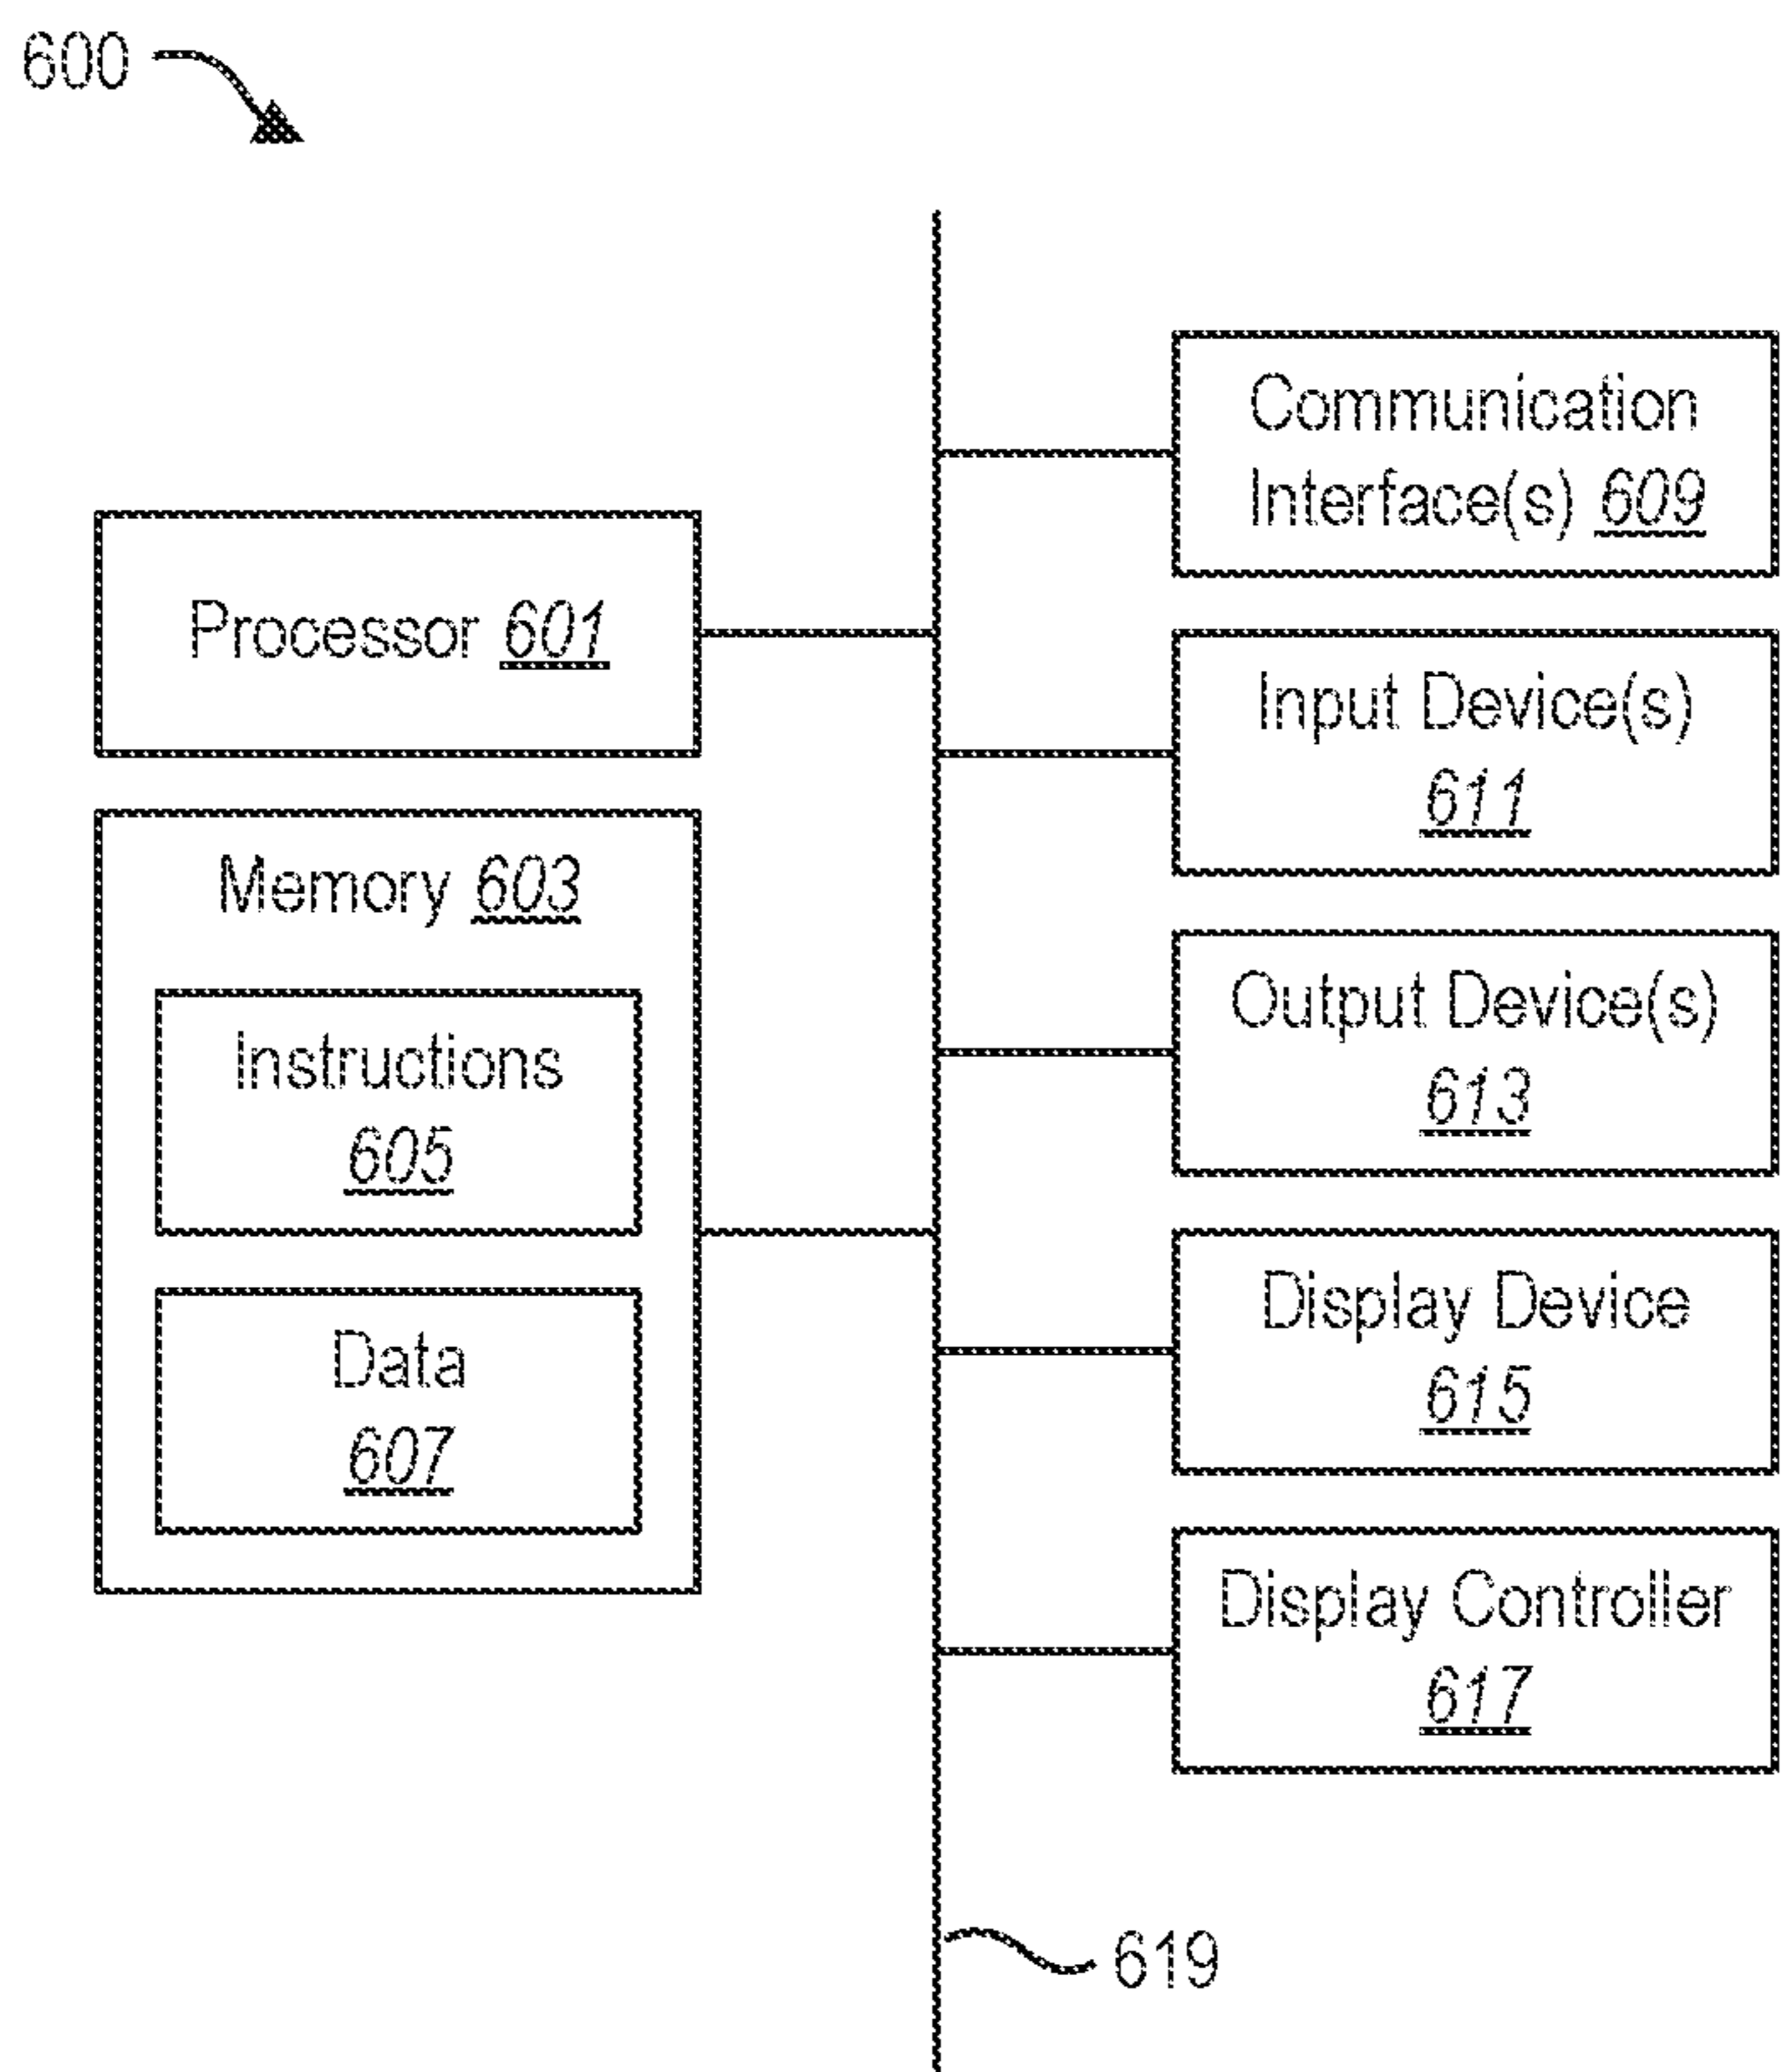 600
Processor 601
Memory 603
Instructions
605
Data
607
Communication
Interface(s) 609
Input Device(s)
611
Output Device(s)
613
Display Device
615
Display Controller
617
619